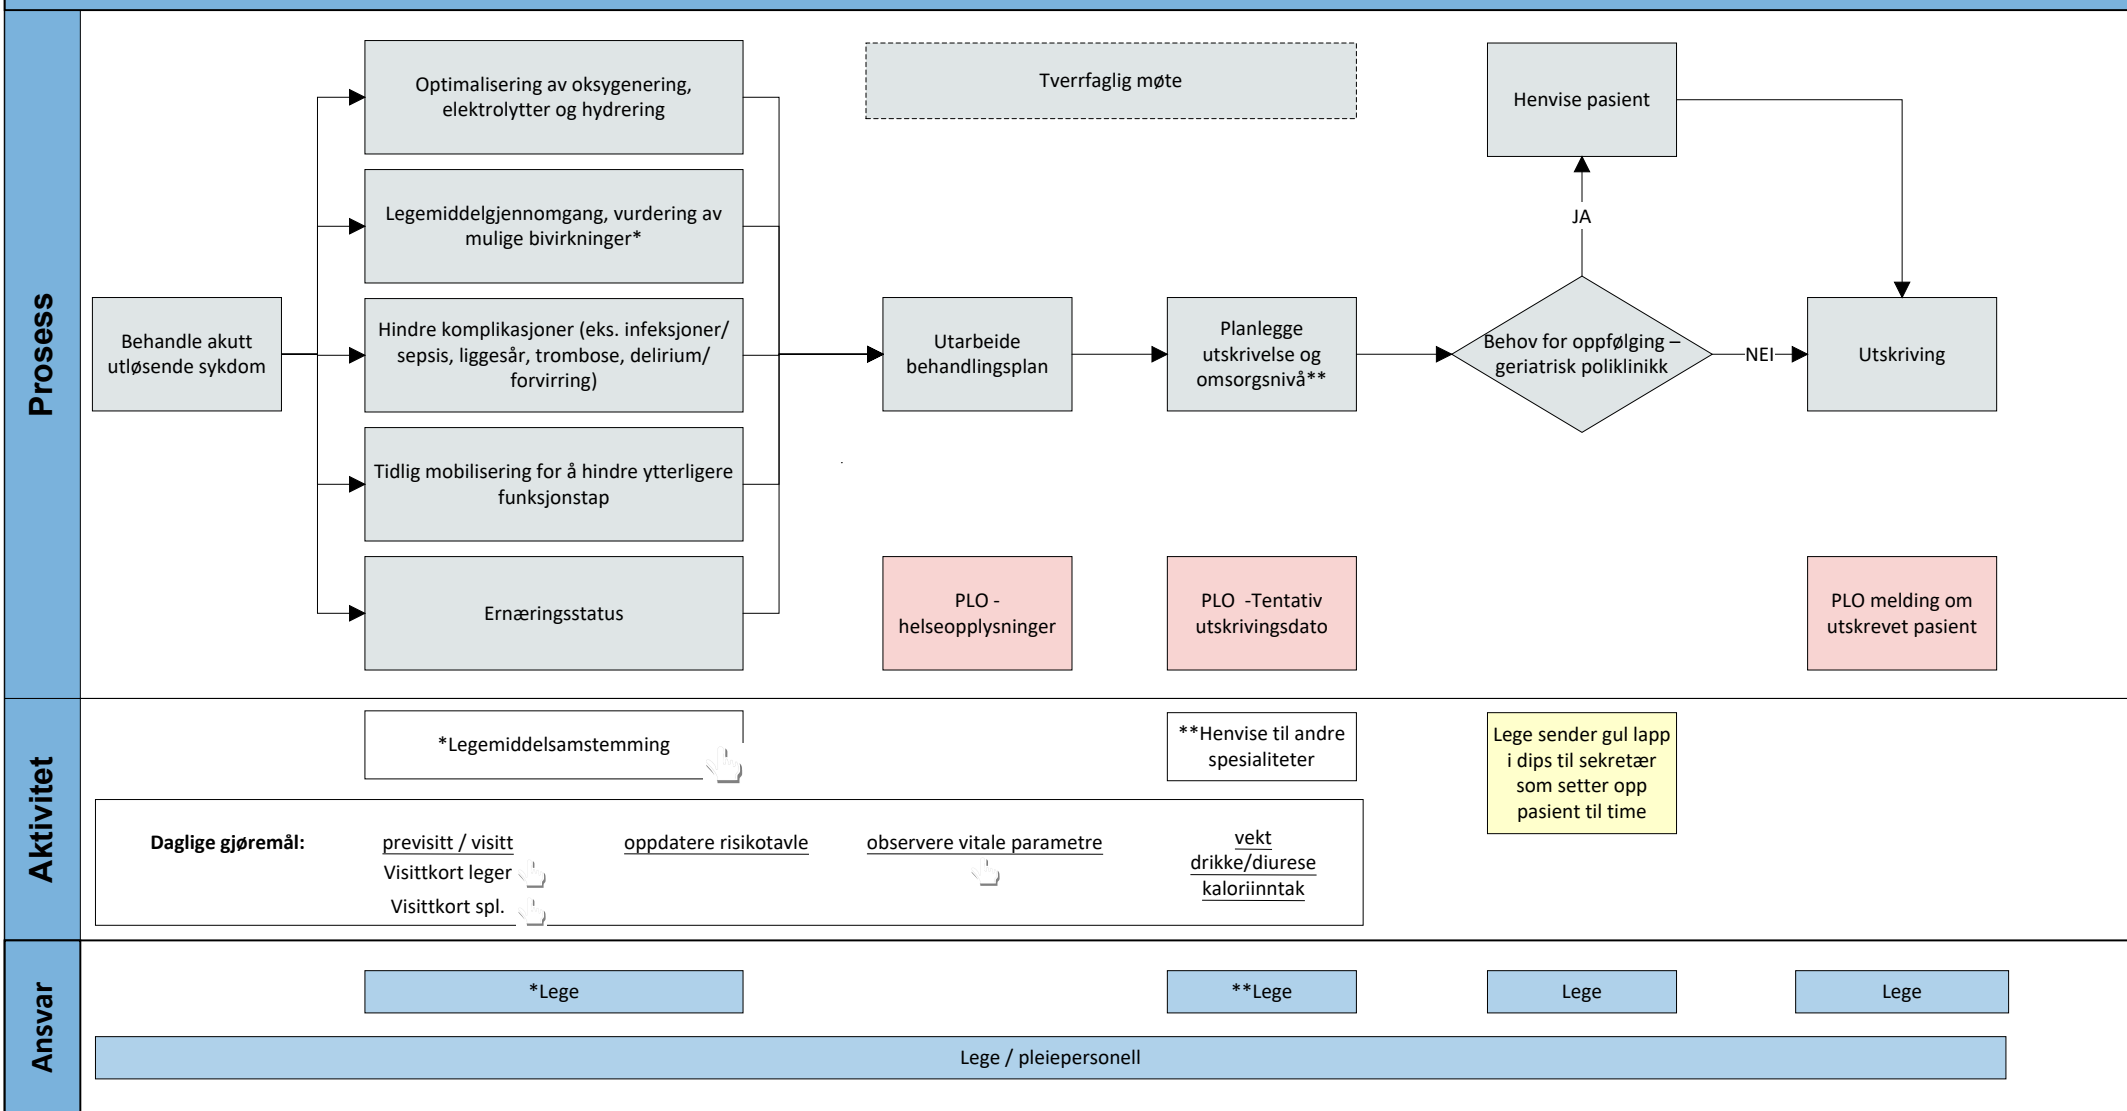 Prosess
Optimalisering av oksygenering,
elektrolytter og hydrering
Tverrfaglig møte
Henvise pasient
Legemiddelgjennomgang, vurdering av
mulige bivirkninger*
JA
Behandle akutt
utløsende sykdom
Hindre komplikasjoner (eks. infeksjoner/
sepsis, liggesår, trombose, delirium/
forvirring)
Utarbeide
behandlingsplan
Planlegge
utskrivelse og
omsorgsnivå**
Behov for oppfølging –
geriatrisk poliklinikk
NEI
Utskriving
Tidlig mobilisering for å hindre ytterligere
funksjonstap
Ernæringsstatus
PLO -
helseopplysninger
PLO -Tentativ
utskrivingsdato
PLO melding om
utskrevet pasient
Aktivitet
*Legemiddelsamstemming
**Henvise til andre
spesialiteter
Lege sender gul lapp
i dips til sekretær
som setter opp
pasient til time
Daglige gjøremål:
previsitt / visitt
Visittkort leger
Visittkort spl.
oppdatere risikotavle
observere vitale parametre
vekt
drikke/diurese
kaloriinntak
Ansvar
*Lege
**Lege
Lege
Lege
Lege / pleiepersonell